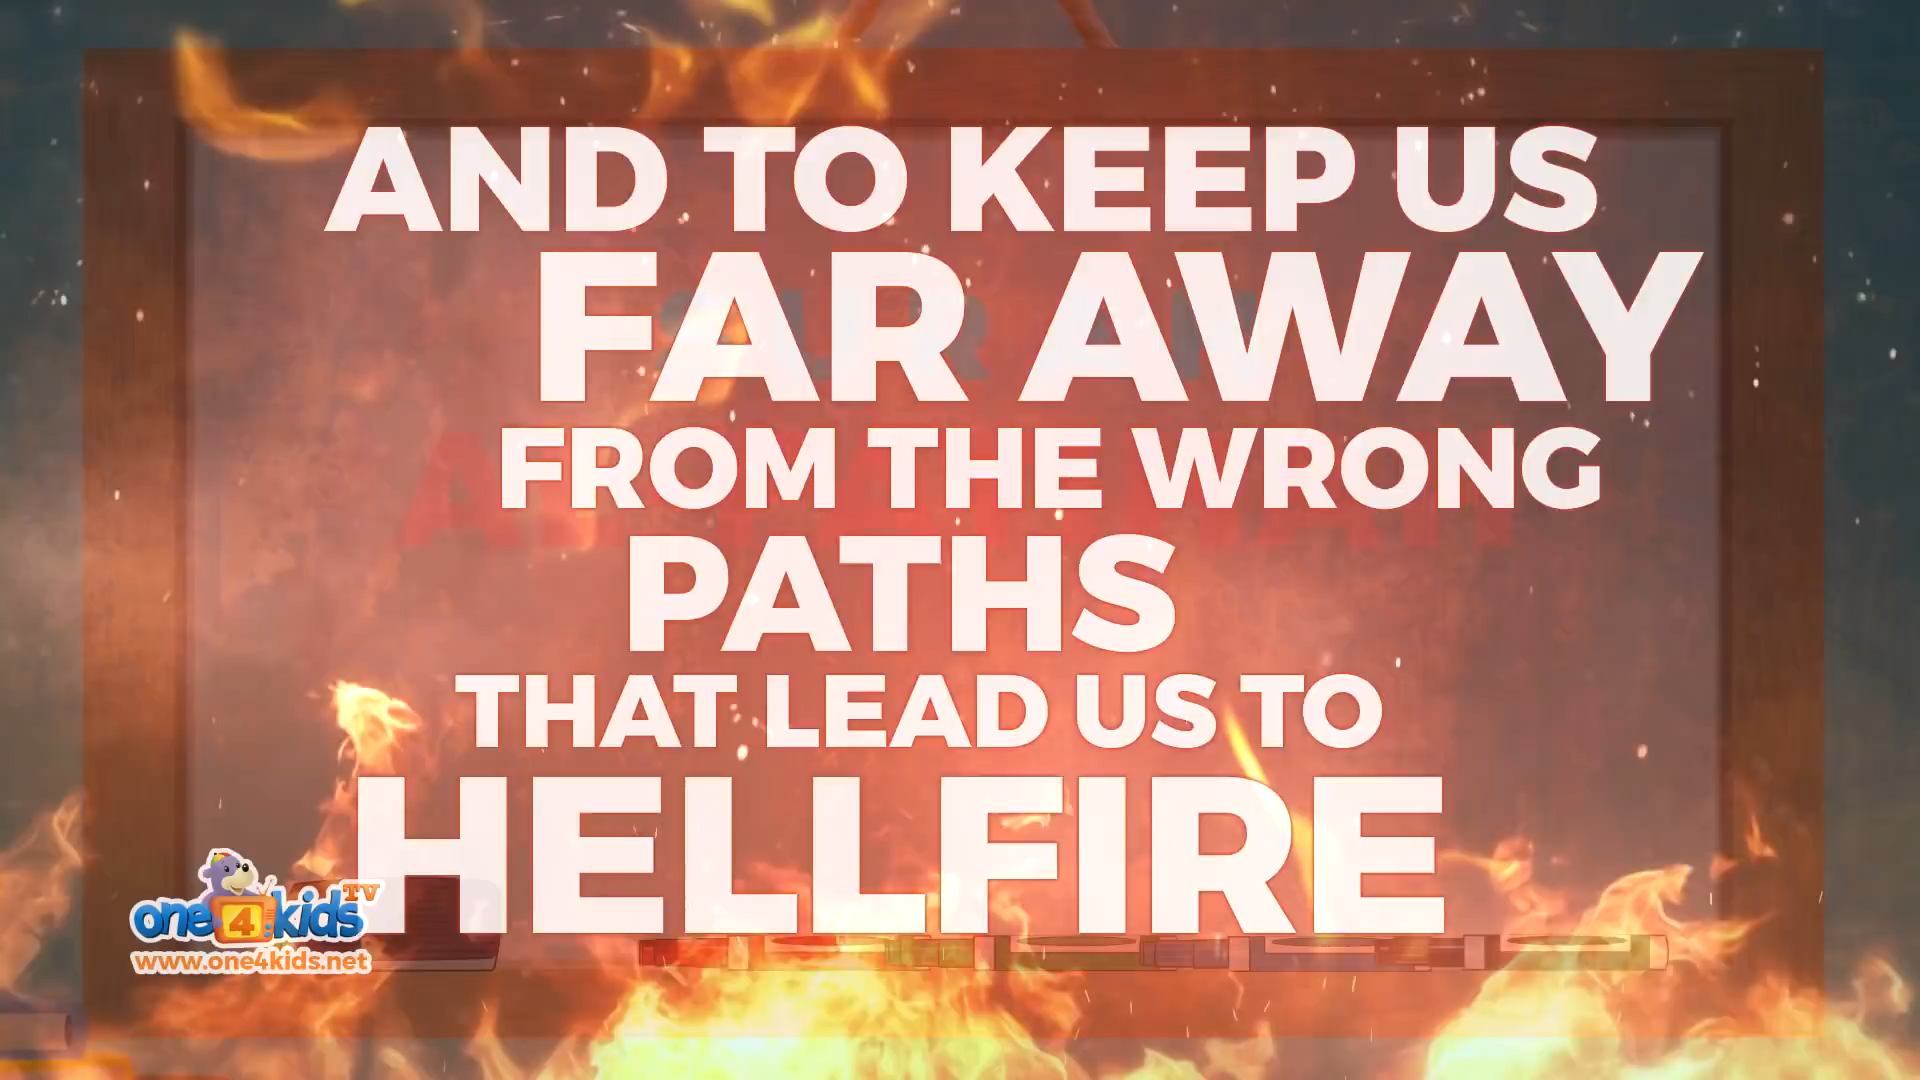 AND TO KEEP US
FAR AWAY
FROM THE WRONG
PATHS
THAT LEAD US TO
HELLFIRE
one4kids TV
www.one4kids.net